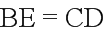 BE = CD